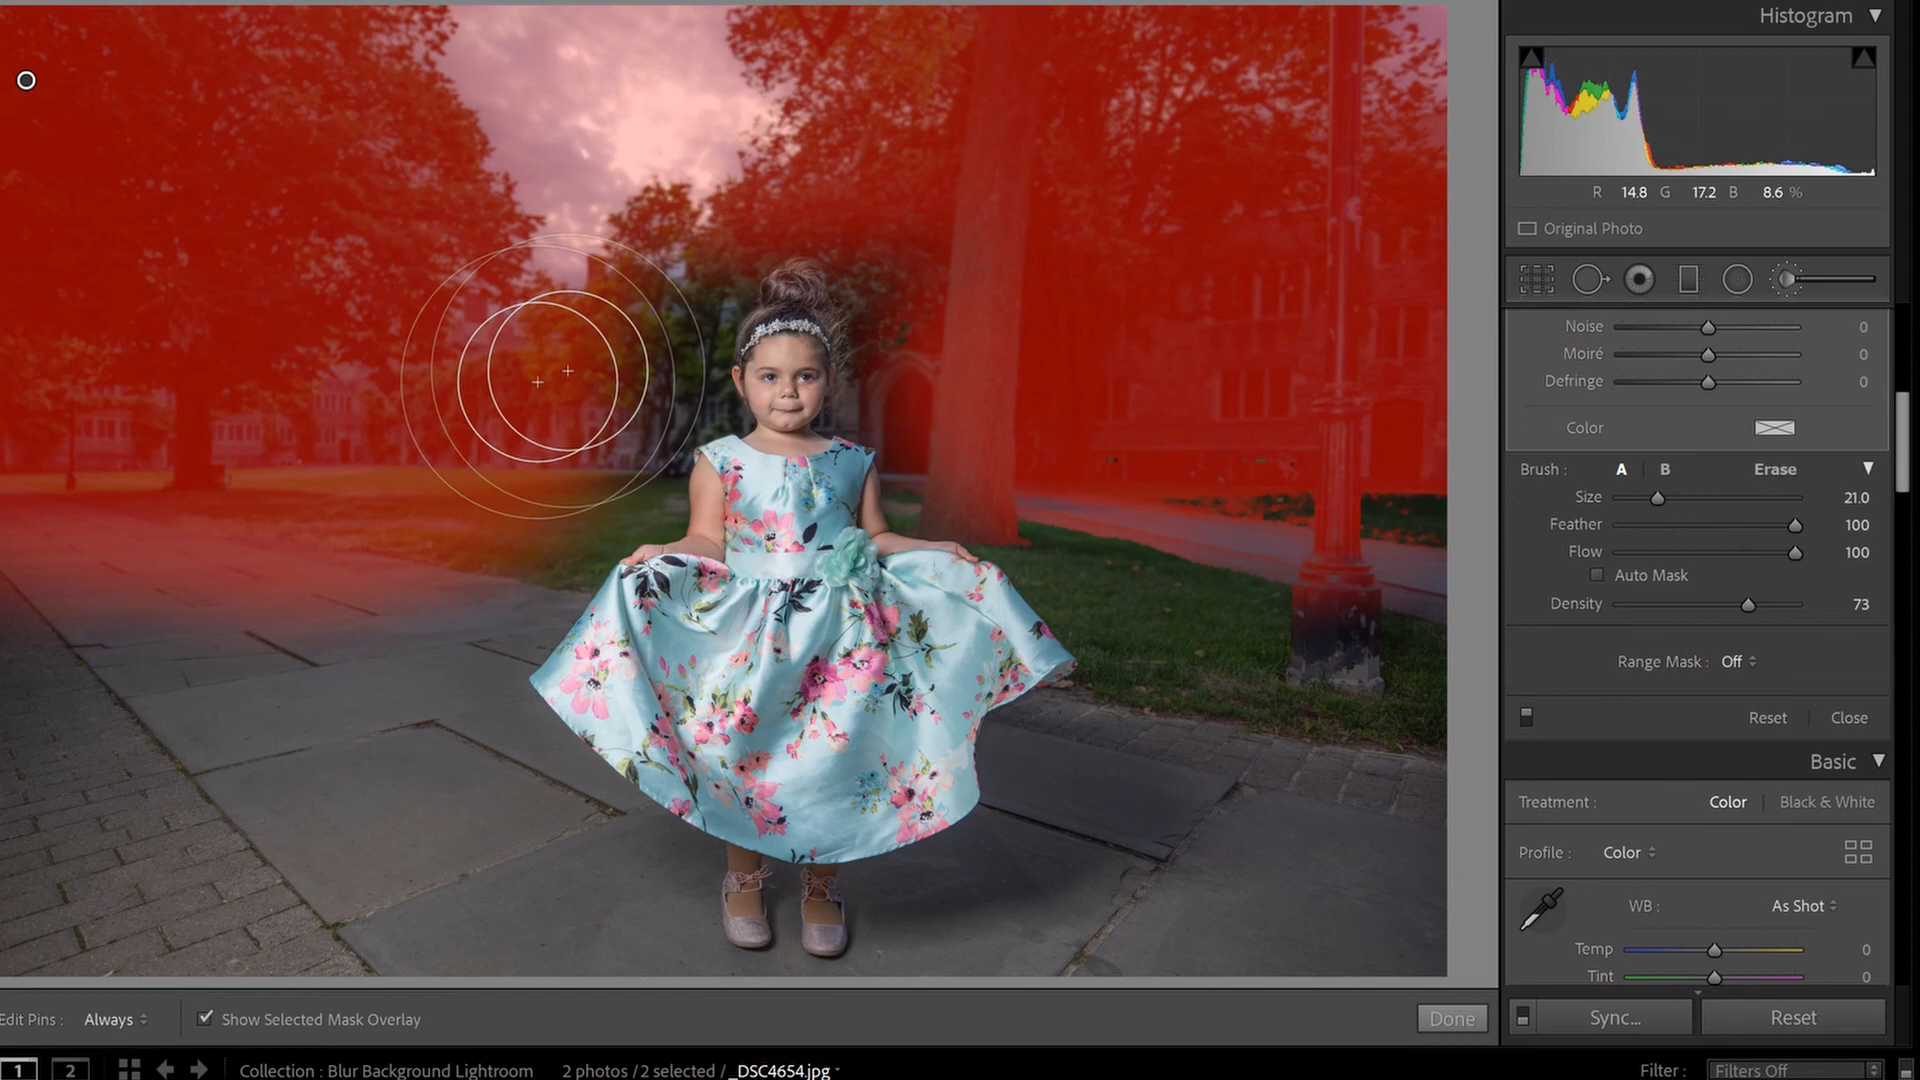 Histogram
R 14.8 G 17.2 B 8.6 %
Original Photo
Noise 0
Moiré 0
Defringe 0
Color
Brush : A B Erase
Size 21.0
Feather 100
Flow 100
Auto Mask
Density 73
Range Mask : Off
Reset Close
Basic
Treatment : Color Black & White
Profile : Color
WB : As Shot
Temp 0
Tint 0
Edit Pins : Always Show Selected Mask Overlay Done
Sync... Reset
1 2 Collection : Blur Background Lightroom 2 photos / 2 selected / _DSC4654.jpg Filter : Filters Off